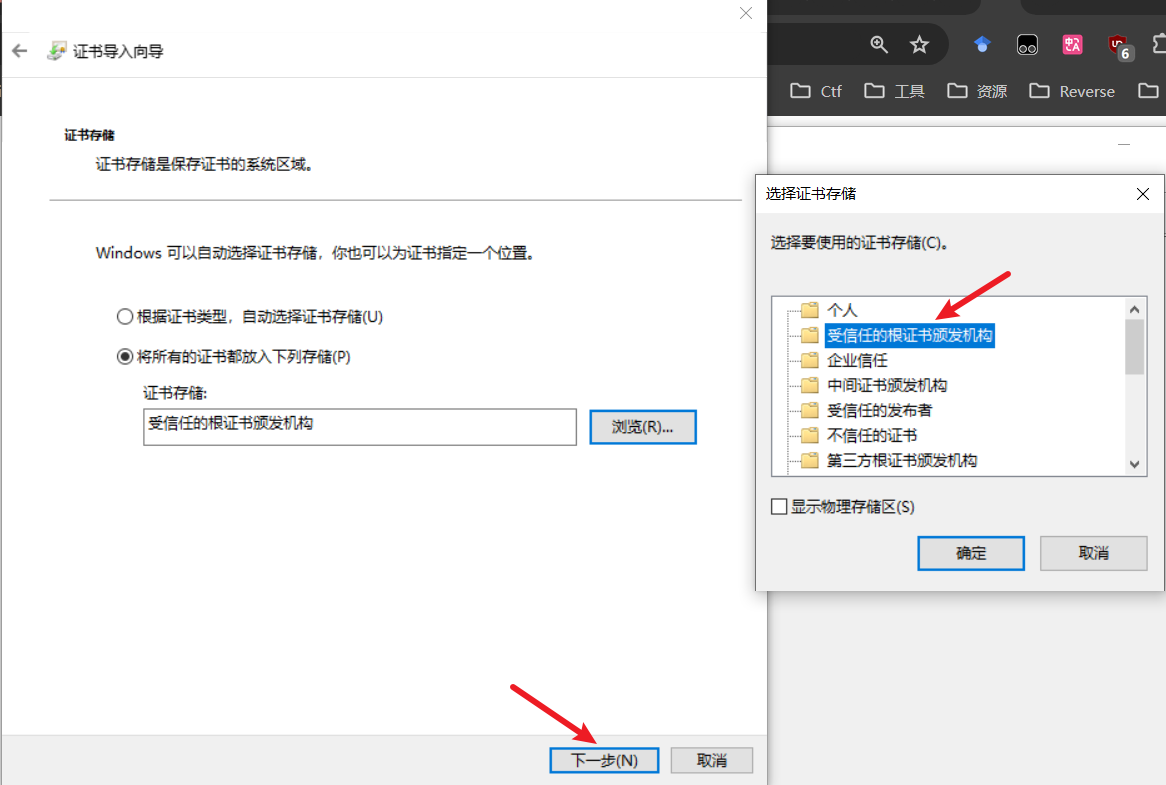 证书导入向导
6
Ctf
工具
资源
Reverse
证书存储
证书存储是保存证书的系统区域。
Windows 可以自动选择证书存储，你也可以为证书指定一个位置。
根据证书类型，自动选择证书存储(U)
将所有的证书都放入下列存储(P)
证书存储:
受信任的根证书颁发机构
浏览(R)...
下一步(N)
取消
选择证书存储
选择要使用的证书存储(C)。
个人
受信任的根证书颁发机构
企业信任
中间证书颁发机构
受信任的发布者
不信任的证书
第三方根证书颁发机构
显示物理存储区(S)
确定
取消